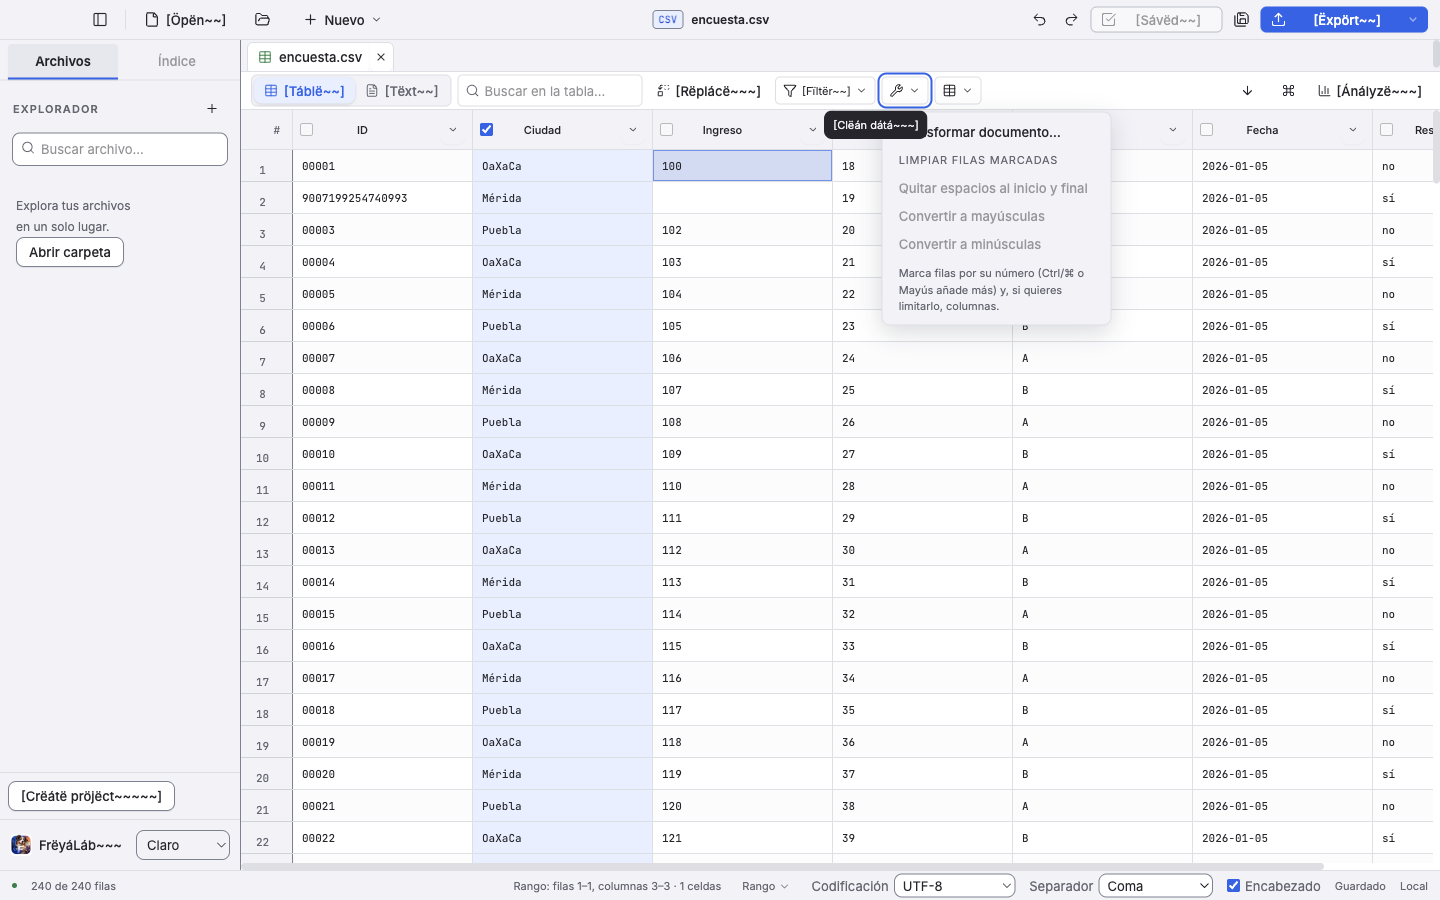 [Öpën~~]
Nuevo
CSV encuesta.csv
[Sávëd~~]
[Ëxpört~~]
Archivos
Índice
encuesta.csv
EXPLORADOR
Buscar archivo...
Explora tus archivos
en un solo lugar.
Abrir carpeta
[Táblë~~]
[Tëxt~~]
Buscar en la tabla...
[Rëplácë~~~]
[Fïltër~~]
[Ánályzë~~~]
[Clëán dátá~~~]
sformar documento...
LIMPIAR FILAS MARCADAS
Quitar espacios al inicio y final
Convertir a mayúsculas
Convertir a minúsculas
Marca filas por su número (Ctrl/⌘ o
Mayús añade más) y, si quieres
limitarlo, columnas.
# ID Ciudad Ingreso Fecha Res
1 00001 OaXaCa 100 18 2026-01-05 no
2 9007199254740993 Mérida 19 2026-01-05 sí
3 00003 Puebla 102 20 2026-01-05 no
4 00004 OaXaCa 103 21 2026-01-05 sí
5 00005 Mérida 104 22 2026-01-05 no
6 00006 Puebla 105 23 B 2026-01-05 sí
7 00007 OaXaCa 106 24 A 2026-01-05 no
8 00008 Mérida 107 25 B 2026-01-05 sí
9 00009 Puebla 108 26 A 2026-01-05 no
10 00010 OaXaCa 109 27 B 2026-01-05 sí
11 00011 Mérida 110 28 A 2026-01-05 no
12 00012 Puebla 111 29 B 2026-01-05 sí
13 00013 OaXaCa 112 30 A 2026-01-05 no
14 00014 Mérida 113 31 B 2026-01-05 sí
15 00015 Puebla 114 32 A 2026-01-05 no
16 00016 OaXaCa 115 33 B 2026-01-05 sí
17 00017 Mérida 116 34 A 2026-01-05 no
18 00018 Puebla 117 35 B 2026-01-05 sí
19 00019 OaXaCa 118 36 A 2026-01-05 no
20 00020 Mérida 119 37 B 2026-01-05 sí
21 00021 Puebla 120 38 A 2026-01-05 no
22 00022 OaXaCa 121 39 B 2026-01-05 sí
[Crëátë pröjëct~~~~~]
FrëyáLáb~~~
Claro
240 de 240 filas
Rango: filas 1–1, columnas 3–3 · 1 celdas
Rango
Codificación UTF-8
Separador Coma
Encabezado
Guardado
Local